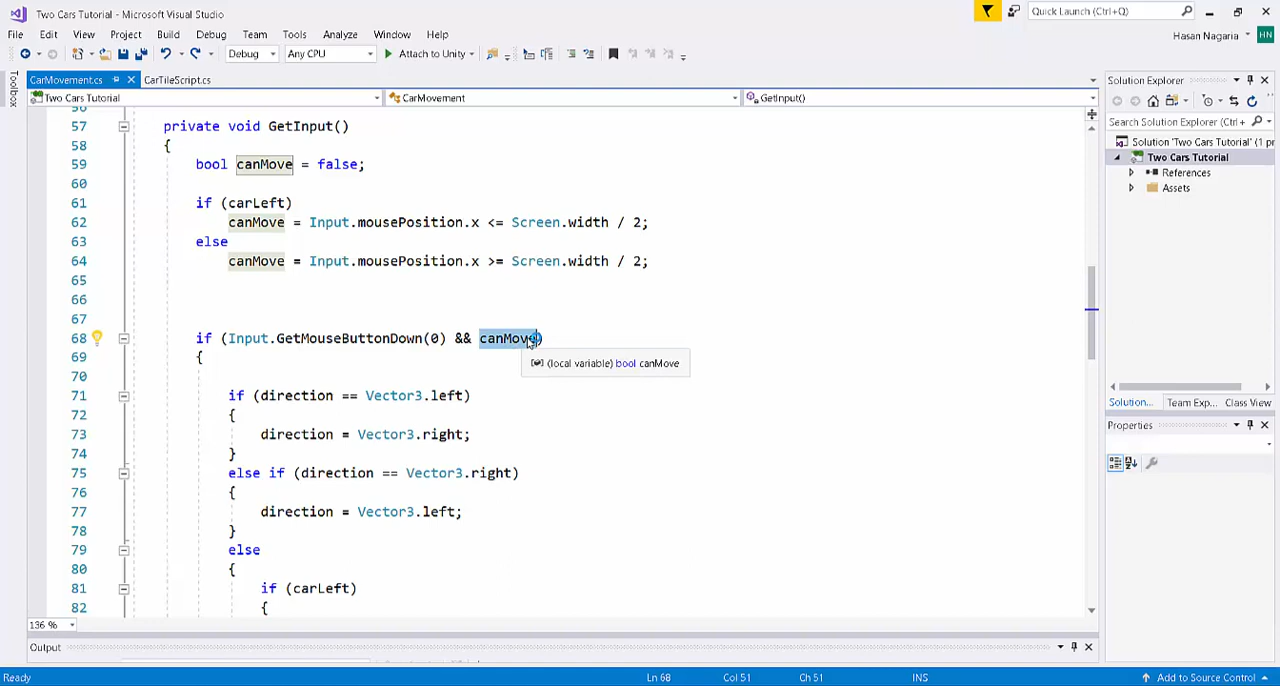 Two Cars Tutorial - Microsoft Visual Studio
Quick Launch (Ctrl+Q)
File Edit View Project Build Debug Team Tools Analyze Window Help
Hasan Nagaria HN
Debug Any CPU Attach to Unity
Toolbox
CarMovement.cs CarTileScript.cs
Two Cars Tutorial CarMovement GetInput()
56
57 private void GetInput()
58 {
59 bool canMove = false;
60
61 if (carLeft)
62 canMove = Input.mousePosition.x <= Screen.width / 2;
63 else
64 canMove = Input.mousePosition.x >= Screen.width / 2;
65
66
67
68 if (Input.GetMouseButtonDown(0) && canMove)
69 {
(local variable) bool canMove
70
71 if (direction == Vector3.left)
72 {
73 direction = Vector3.right;
74 }
75 else if (direction == Vector3.right)
76 {
77 direction = Vector3.left;
78 }
79 else
80 {
81 if (carLeft)
82 {
136 %
Output
Solution Explorer
Search Solution Explorer (Ctrl+
Solution 'Two Cars Tutorial' (1 pr
Two Cars Tutorial
References
Assets
Solution... Team Exp... Class View
Properties
Ready Ln 68 Col 51 Ch 51 INS Add to Source Control